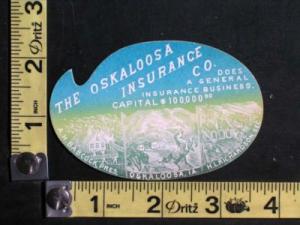 THE OSKALOOSA
INSURANCE CO.
DOES
A GENERAL
INSURANCE BUSINESS.
CAPITAL $100000 00
OSKALOOSA, IA.
1 INCH 2 Dritz 3
1 INCH 2 Dritz 3